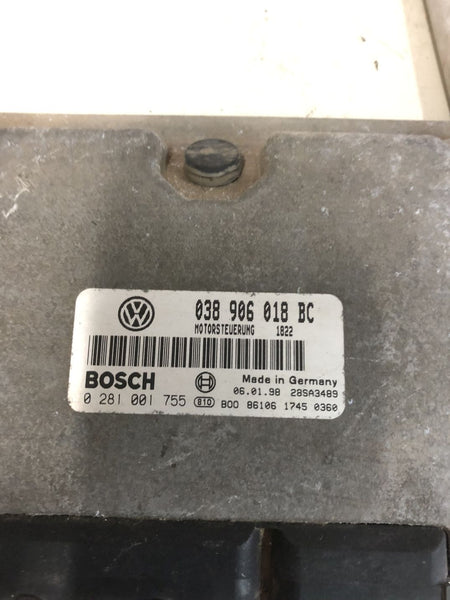 038 906 018 BC
MOTORSTEUERUNG 1822
BOSCH Made in Germany
06.01.98 28SA3489
0 281 001 755 810 B00 86106 1745 0360